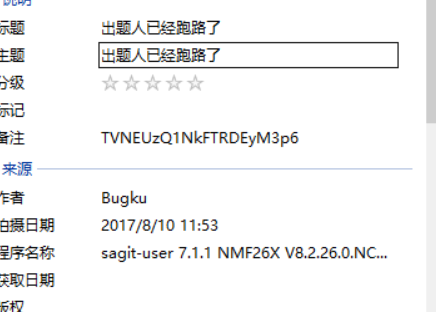 说明
标题 出题人已经跑路了
主题 出题人已经跑路了
分级 ☆☆☆☆☆
标记
备注 TVNEUzQ1NkFTRDEyM3p6
来源
作者 Bugku
拍摄日期 2017/8/10 11:53
程序名称 sagit-user 7.1.1 NMF26X V8.2.26.0.NC...
获取日期
版权